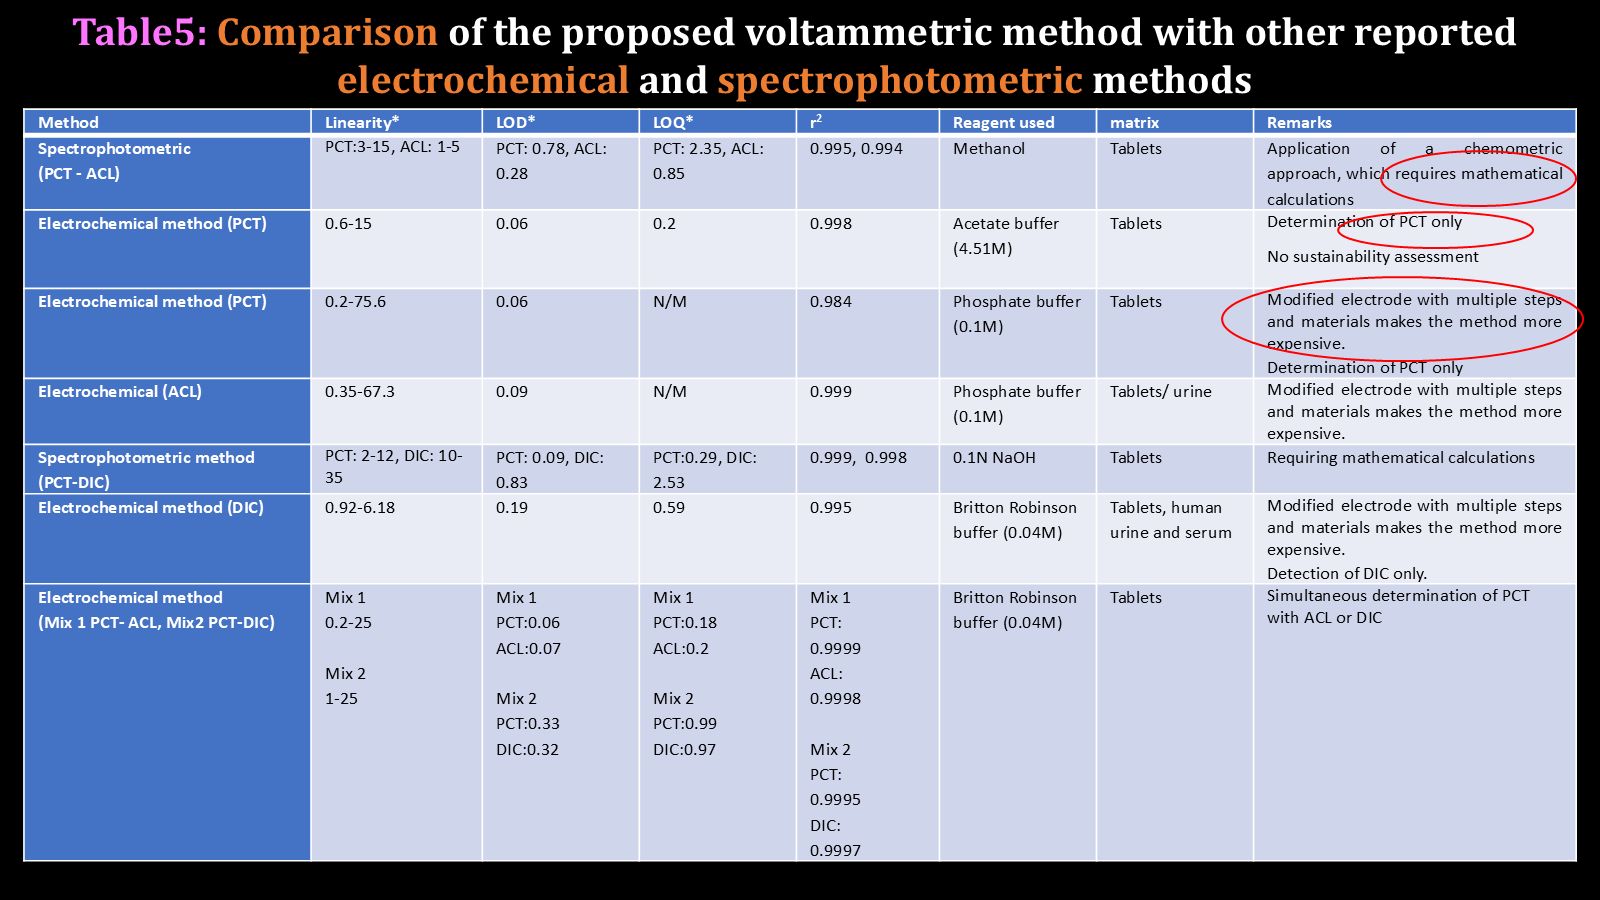 Table5: Comparison of the proposed voltammetric method with other reported
electrochemical and spectrophotometric methods
Method Linearity* LOD* LOQ* r² Reagent used matrix Remarks
Spectrophotometric
(PCT - ACL)
PCT:3-15, ACL: 1-5
PCT: 0.78, ACL:
0.28
PCT: 2.35, ACL:
0.85
0.995, 0.994
Methanol
Tablets
Application of a chemometric
approach, which requires mathematical
calculations
Electrochemical method (PCT)
0.6-15
0.06
0.2
0.998
Acetate buffer
(4.51M)
Tablets
Determination of PCT only
No sustainability assessment
Electrochemical method (PCT)
0.2-75.6
0.06
N/M
0.984
Phosphate buffer
(0.1M)
Tablets
Modified electrode with multiple steps
and materials makes the method more
expensive.
Determination of PCT only
Electrochemical (ACL)
0.35-67.3
0.09
N/M
0.999
Phosphate buffer
(0.1M)
Tablets/ urine
Modified electrode with multiple steps
and materials makes the method more
expensive.
Spectrophotometric method
(PCT-DIC)
PCT: 2-12, DIC: 10-
35
PCT: 0.09, DIC:
0.83
PCT:0.29, DIC:
2.53
0.999, 0.998
0.1N NaOH
Tablets
Requiring mathematical calculations
Electrochemical method (DIC)
0.92-6.18
0.19
0.59
0.995
Britton Robinson
buffer (0.04M)
Tablets, human
urine and serum
Modified electrode with multiple steps
and materials makes the method more
expensive.
Detection of DIC only.
Electrochemical method
(Mix 1 PCT- ACL, Mix2 PCT-DIC)
Mix 1
0.2-25
Mix 2
1-25
Mix 1
PCT:0.06
ACL:0.07
Mix 2
PCT:0.33
DIC:0.32
Mix 1
PCT:0.18
ACL:0.2
Mix 2
PCT:0.99
DIC:0.97
Mix 1
PCT:
0.9999
ACL:
0.9998
Mix 2
PCT:
0.9995
DIC:
0.9997
Britton Robinson
buffer (0.04M)
Tablets
Simultaneous determination of PCT
with ACL or DIC